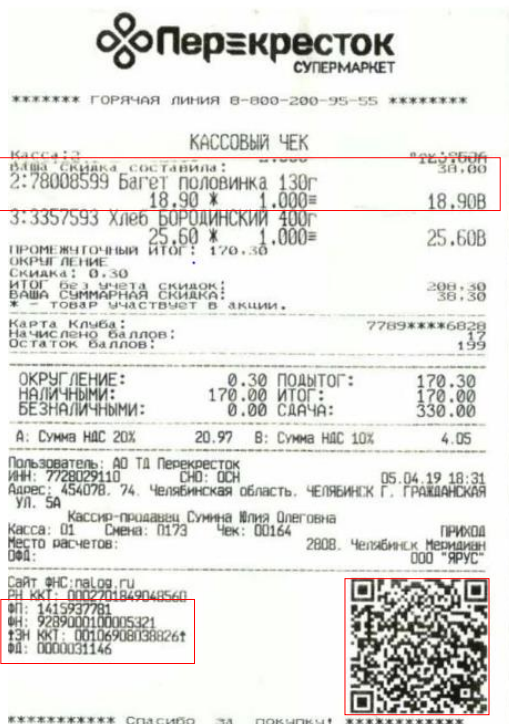 Перекресток
СУПЕРМАРКЕТ
******* ГОРЯЧАЯ ЛИНИЯ 8-800-200-95-55 ********
КАССОВЫЙ ЧЕК
Ваша скидка составила: 38.00
2:78008599 Багет половинка 130г
18.90 * 1.000= 18.90В
3:3357593 Хлеб БОРОДИНСКИЙ 400г
25.60 * 1.000= 25.60В
ПРОМЕЖУТОЧНЫЙ ИТОГ: 170.30
ОКРУГЛЕНИЕ
Скидка: 0.30
ИТОГ без учета скидок: 208.30
ВАША СУММАРНАЯ СКИДКА: 38.30
* - товар участвует в акции.
Карта Клуба: 7789****6828
Начислено баллов: 17
Остаток баллов: 199
ОКРУГЛЕНИЕ: 0.30 ПОДЫТОГ: 170.30
НАЛИЧНЫМИ: 170.00 ИТОГ: 170.00
БЕЗНАЛИЧНЫМИ: 0.00 СДАЧА: 330.00
А: Сумма НДС 20% 20.97 В: Сумма НДС 10% 4.05
Пользователь: АО ТД Перекресток
ИНН: 7728029110 СНО: ОСН 05.04.19 18:31
Адрес: 454078. 74. Челябинская область. ЧЕЛЯБИНСК Г. ГРАЖДАНСКАЯ
УЛ. 5А
Кассир-продавец Сумина Юлия Олеговна
Касса: 01 Смена: 0173 Чек: 00164 ПРИХОД
Место расчетов: 2808. Челябинск Меридиан
ОФД: ООО "ЯРУС"
Сайт ФНС:nalog.ru
РН ККТ: 0002701849048560
ФП: 1415937781
ФН: 9289000100005321
↑ЗН ККТ: 00106908038826↑
ФД: 0000031146
*********** Спасибо за покупку! ***********